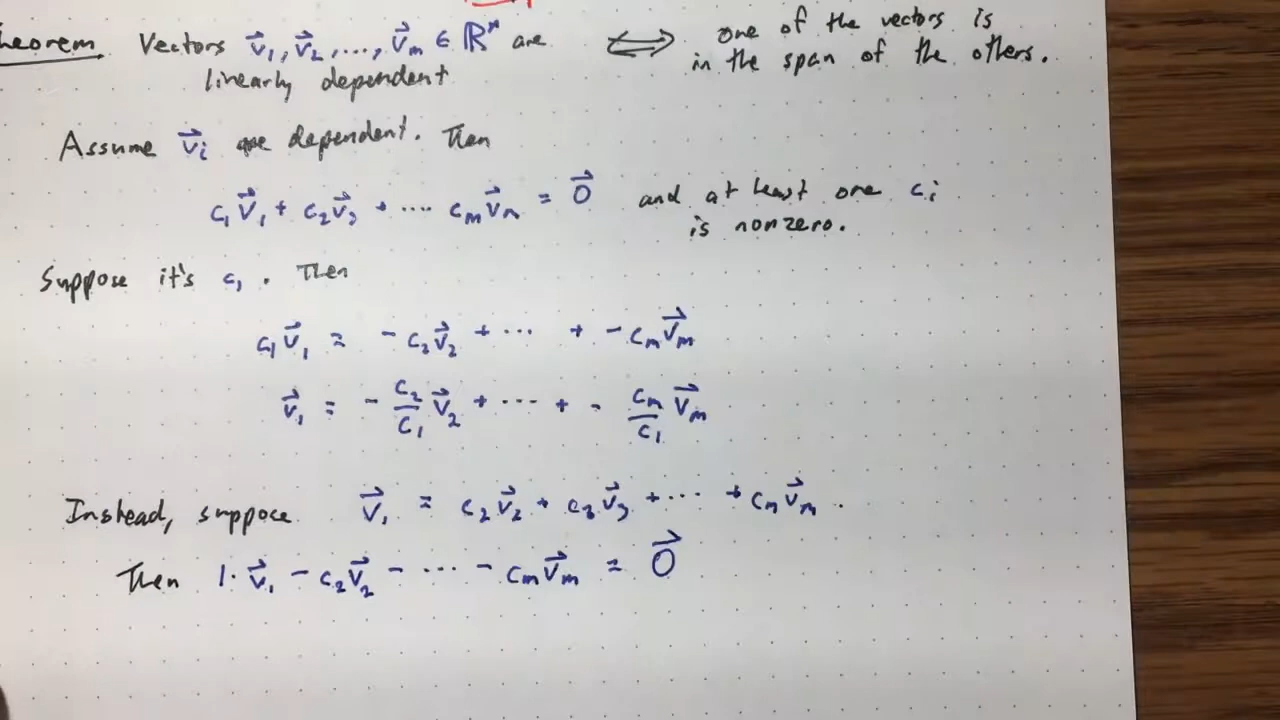 Theorem Vectors v⃗₁, v⃗₂, ..., v⃗ₘ ∈ ℝⁿ are ⟺ one of the vectors is
linearly dependent in the span of the others.
Assume v⃗ᵢ are dependent. Then
c₁v⃗₁ + c₂v⃗₂ + .... cₘv⃗ₘ = 0⃗ and at least one cᵢ
is nonzero.
Suppose it's c₁. Then
c₁v⃗₁ = - c₂v⃗₂ + ... + - cₘv⃗ₘ
v⃗₁ = - c₂/c₁ v⃗₂ + ... + - cₘ/c₁ v⃗ₘ
Instead, suppose v⃗₁ = c₂v⃗₂ + c₃v⃗₃ + ... + cₘv⃗ₘ.
Then 1·v⃗₁ - c₂v⃗₂ - ... - cₘv⃗ₘ = 0⃗